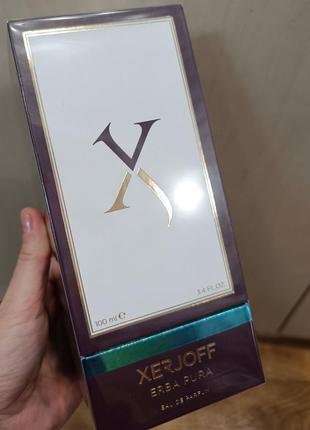 X
100 ml e 3.4 FL.OZ
XERJOFF
ERBA PURA
EAU DE PARFUM